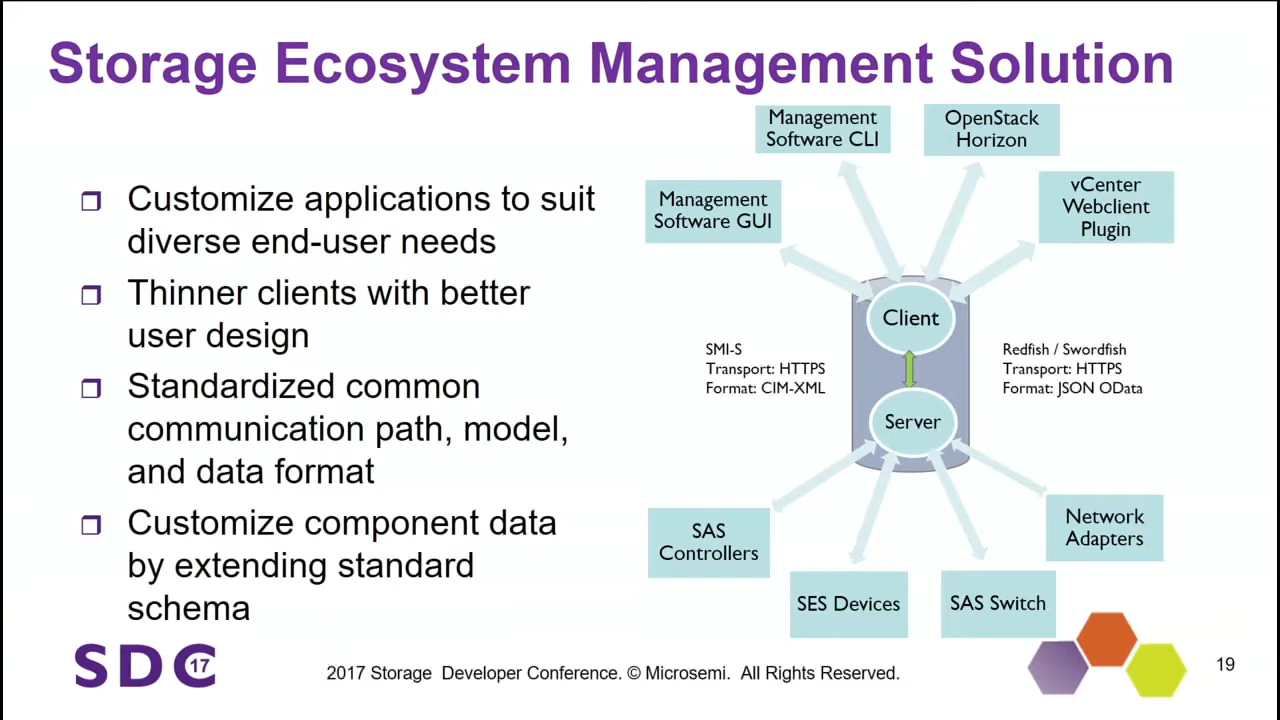 Storage Ecosystem Management Solution
Customize applications to suit
diverse end-user needs
Thinner clients with better
user design
Standardized common
communication path, model,
and data format
Customize component data
by extending standard
schema
Management
Software CLI
OpenStack
Horizon
Management
Software GUI
vCenter
Webclient
Plugin
Client
SMI-S
Transport: HTTPS
Format: CIM-XML
Redfish / Swordfish
Transport: HTTPS
Format: JSON OData
Server
SAS
Controllers
SES Devices
SAS Switch
Network
Adapters
SDC 17
2017 Storage Developer Conference. © Microsemi. All Rights Reserved.
19